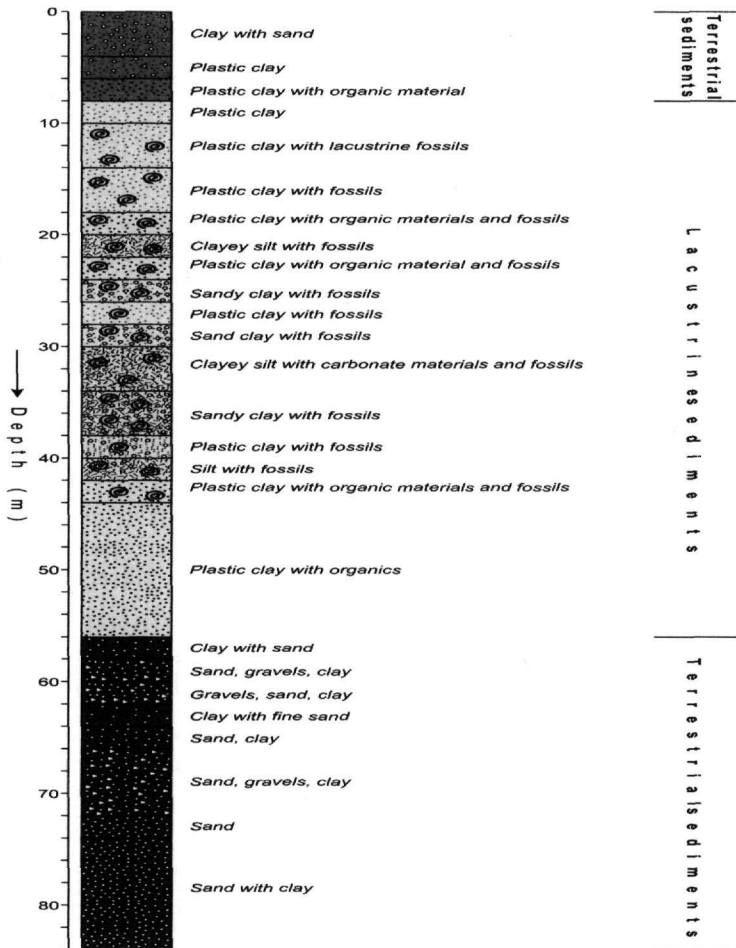 0
Clay with sand
Plastic clay
Plastic clay with organic material
Plastic clay
10
Plastic clay with lacustrine fossils
Plastic clay with fossils
Plastic clay with organic materials and fossils
20
Clayey silt with fossils
Plastic clay with organic material and fossils
Sandy clay with fossils
Plastic clay with fossils
Sand clay with fossils
30
Clayey silt with carbonate materials and fossils
Sandy clay with fossils
Plastic clay with fossils
40
Silt with fossils
Plastic clay with organic materials and fossils
50
Plastic clay with organics
Clay with sand
Sand, gravels, clay
60
Gravels, sand, clay
Clay with fine sand
Sand, clay
Sand, gravels, clay
70
Sand
Sand with clay
80
Depth (m)
Terrestrial
sediments
Lacustrinesediments
Terrestrialsediments